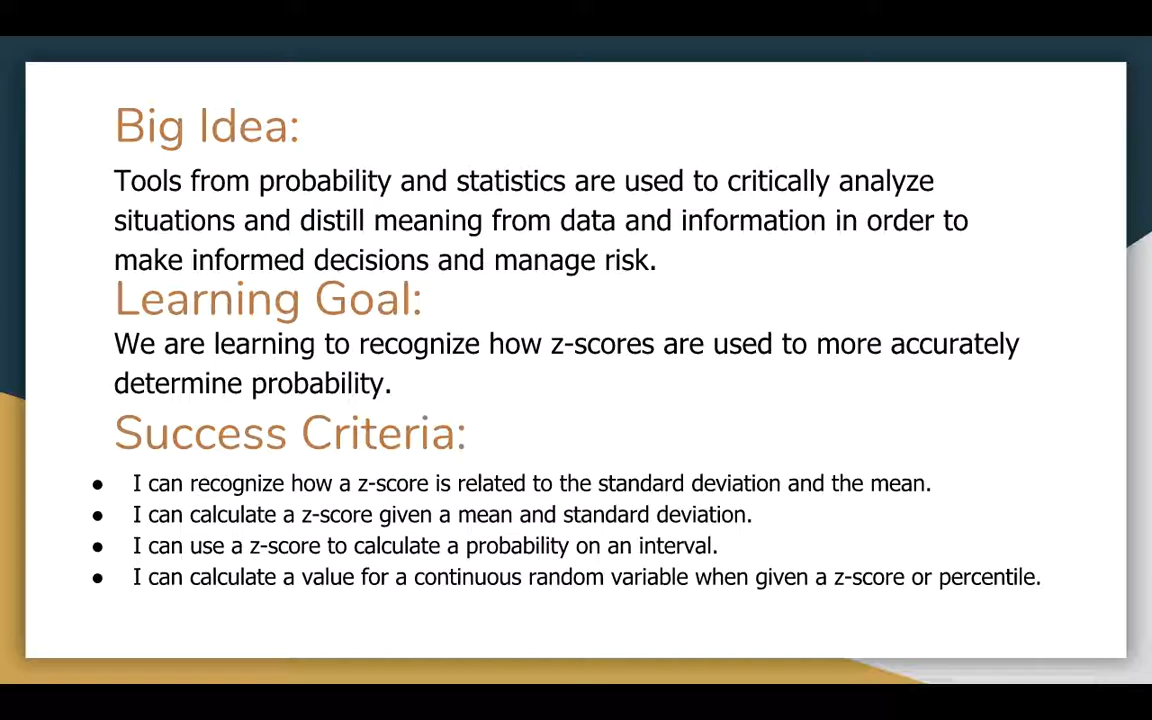 Big Idea:
Tools from probability and statistics are used to critically analyze
situations and distill meaning from data and information in order to
make informed decisions and manage risk.
Learning Goal:
We are learning to recognize how z-scores are used to more accurately
determine probability.
Success Criteria:
● I can recognize how a z-score is related to the standard deviation and the mean.
● I can calculate a z-score given a mean and standard deviation.
● I can use a z-score to calculate a probability on an interval.
● I can calculate a value for a continuous random variable when given a z-score or percentile.